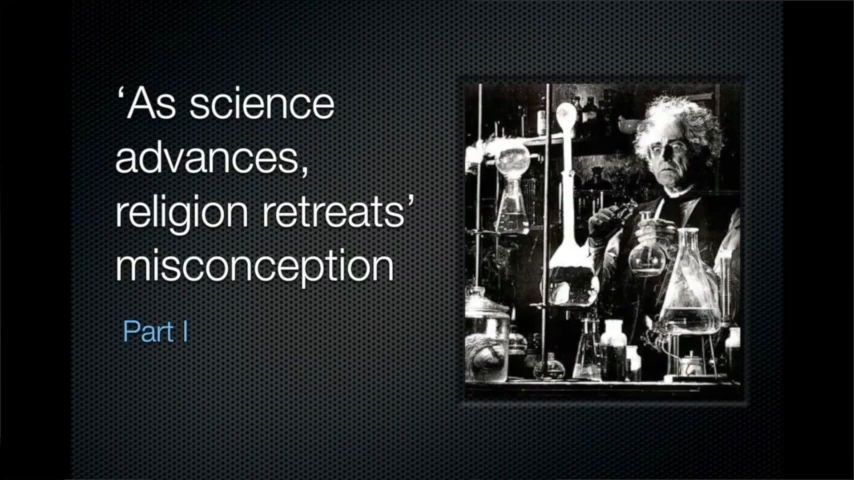 ‘As science
advances,
religion retreats’
misconception
Part I